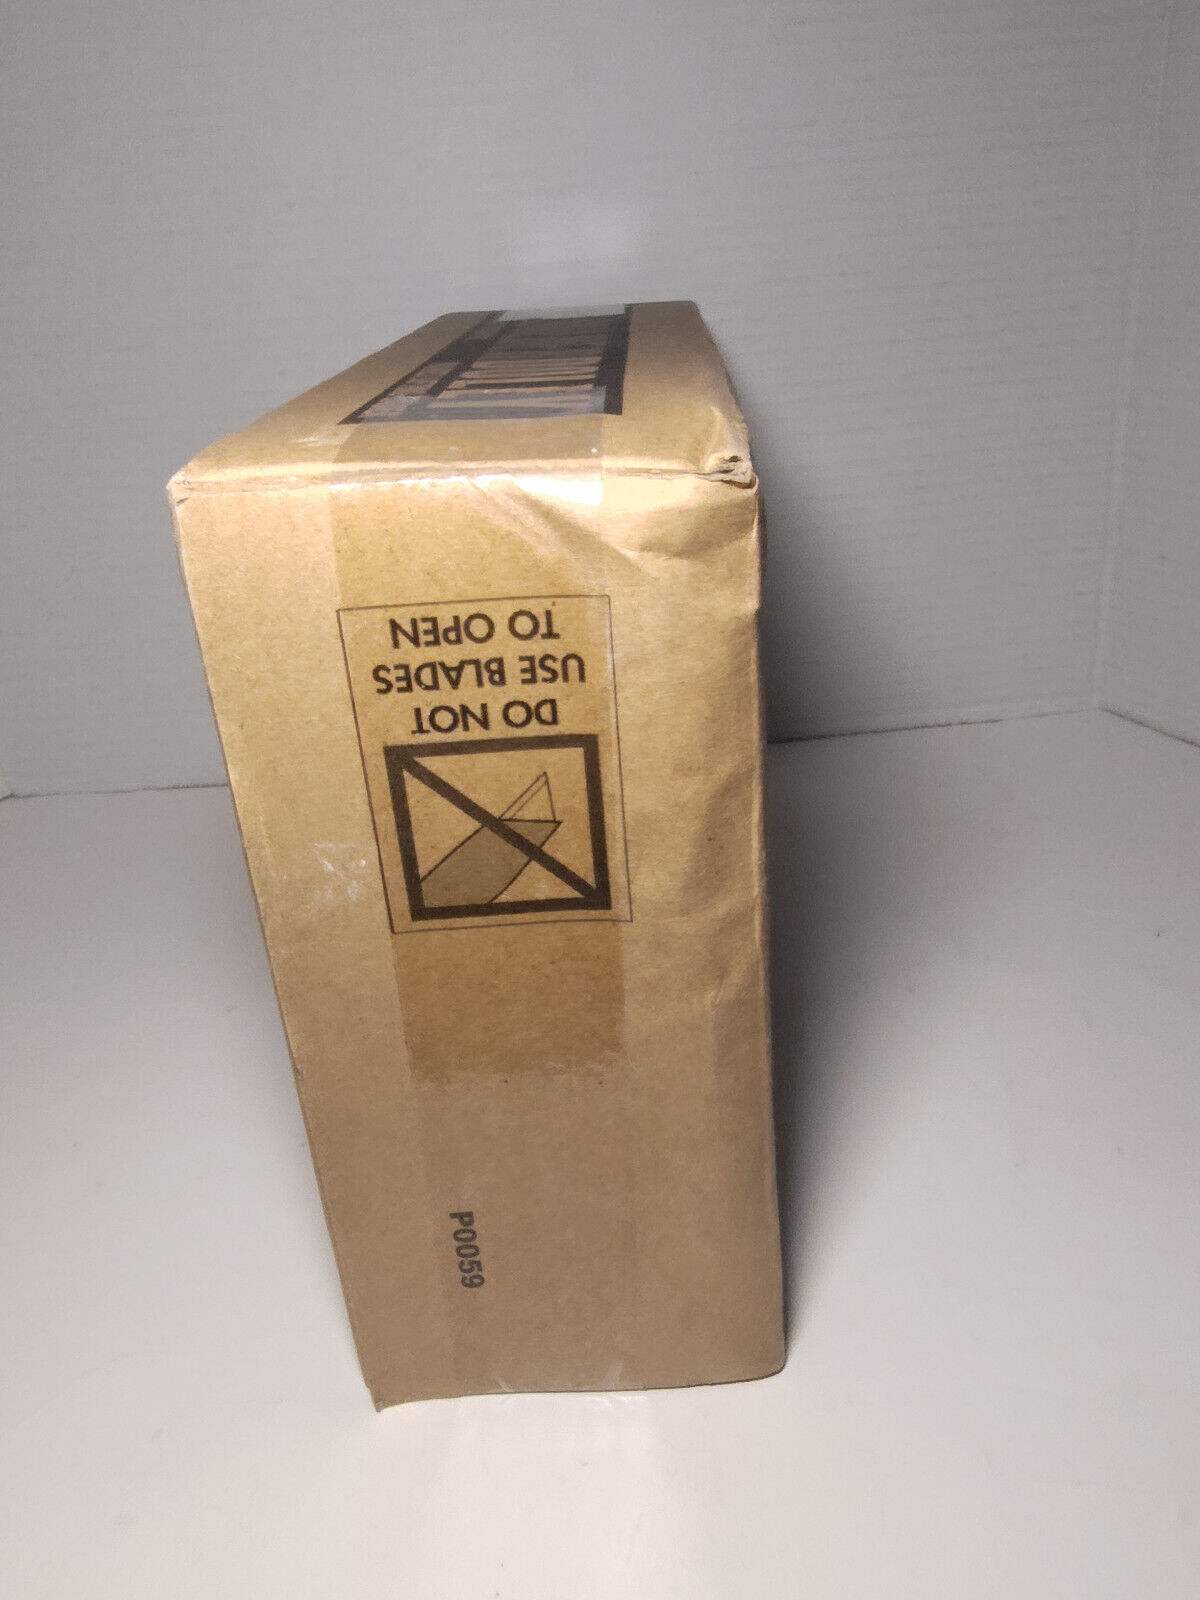 DO NOT
USE BLADES
TO OPEN
P0059